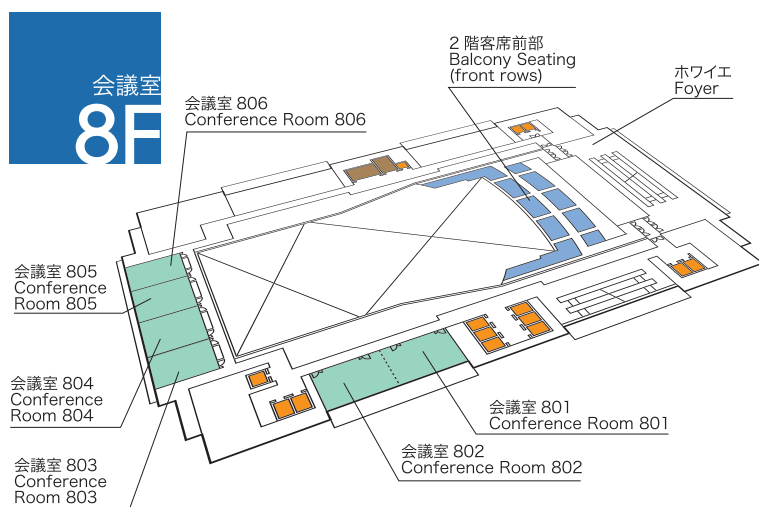 会議室
8F
2階客席前部
Balcony Seating
(front rows)
ホワイエ
Foyer
会議室 806
Conference Room 806
会議室 805
Conference
Room 805
会議室 804
Conference
Room 804
会議室 803
Conference
Room 803
会議室 801
Conference Room 801
会議室 802
Conference Room 802